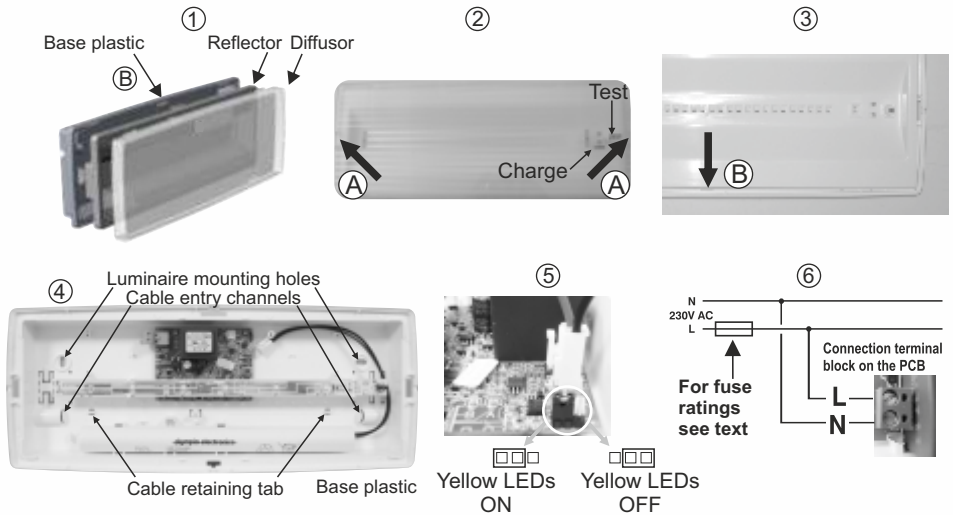 ①
Base plastic
Reflector
Diffusor
Ⓑ
②
Test
Charge
Ⓐ
Ⓐ
③
Ⓑ
④
Luminaire mounting holes
Cable entry channels
olympia electronics
Cable retaining tab
Base plastic
⑤
Yellow LEDs
ON
Yellow LEDs
OFF
⑥
N
230V AC
L
For fuse
ratings
see text
Connection terminal
block on the PCB
L
N